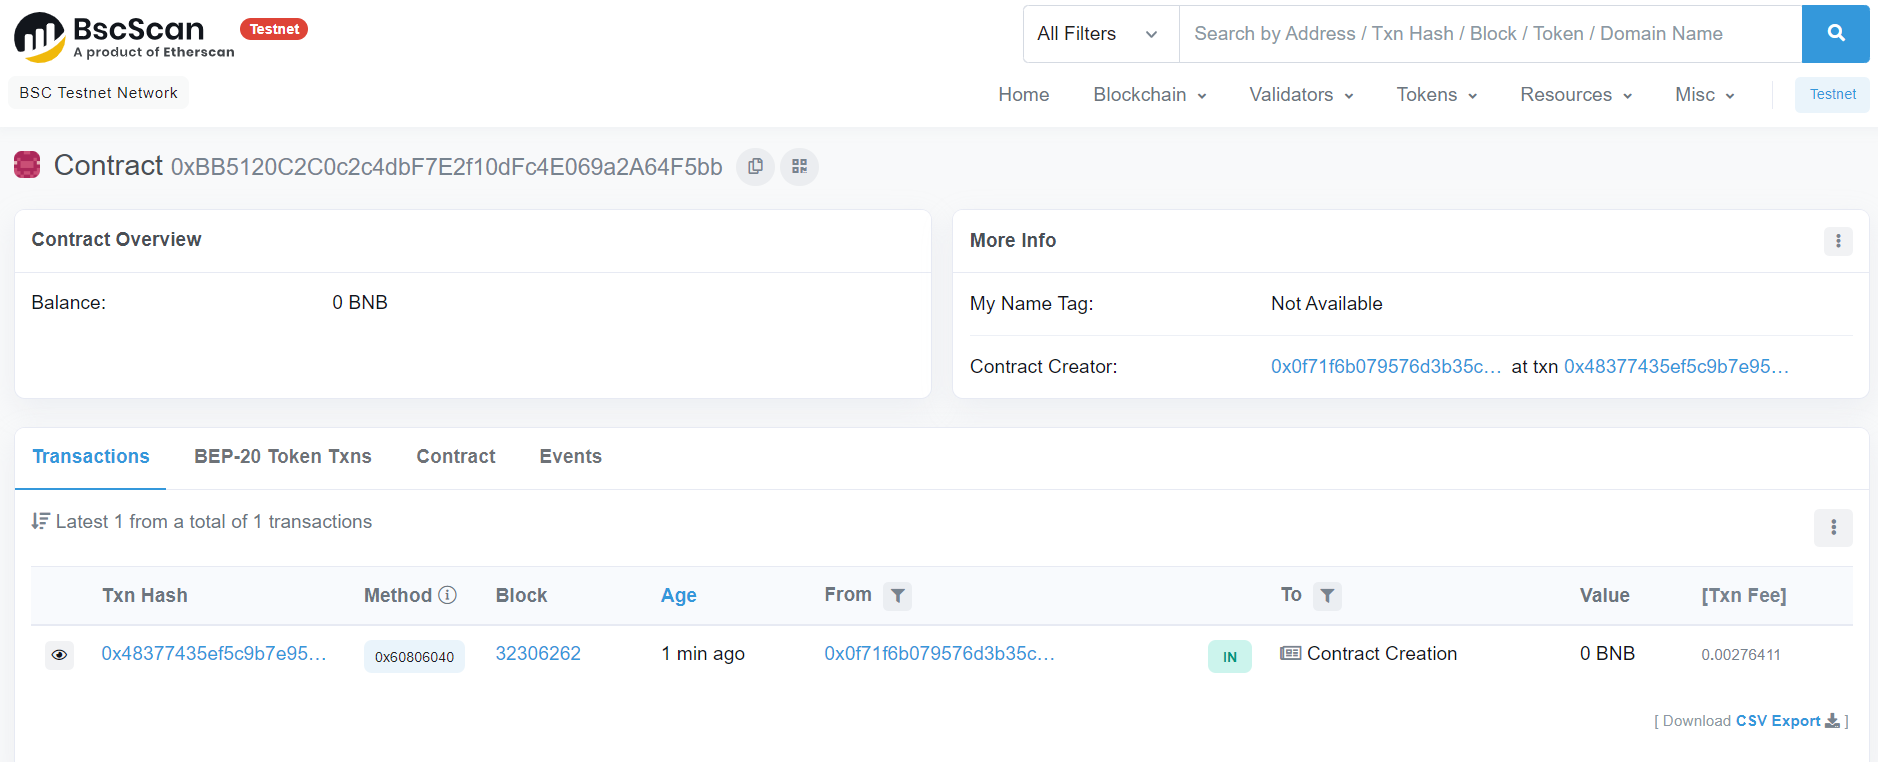 BscScan
A product of Etherscan
Testnet
All Filters
Search by Address / Txn Hash / Block / Token / Domain Name
BSC Testnet Network
Home Blockchain Validators Tokens Resources Misc Testnet
Contract 0xBB5120C2C0c2c4dbF7E2f10dFc4E069a2A64F5bb
Contract Overview
Balance: 0 BNB
More Info
My Name Tag: Not Available
Contract Creator: 0x0f71f6b079576d3b35c... at txn 0x48377435ef5c9b7e95...
Transactions BEP-20 Token Txns Contract Events
Latest 1 from a total of 1 transactions
Txn Hash Method Block Age From To Value [Txn Fee]
0x48377435ef5c9b7e95... 0x60806040 32306262 1 min ago 0x0f71f6b079576d3b35c... IN Contract Creation 0 BNB 0.00276411
[ Download CSV Export ]